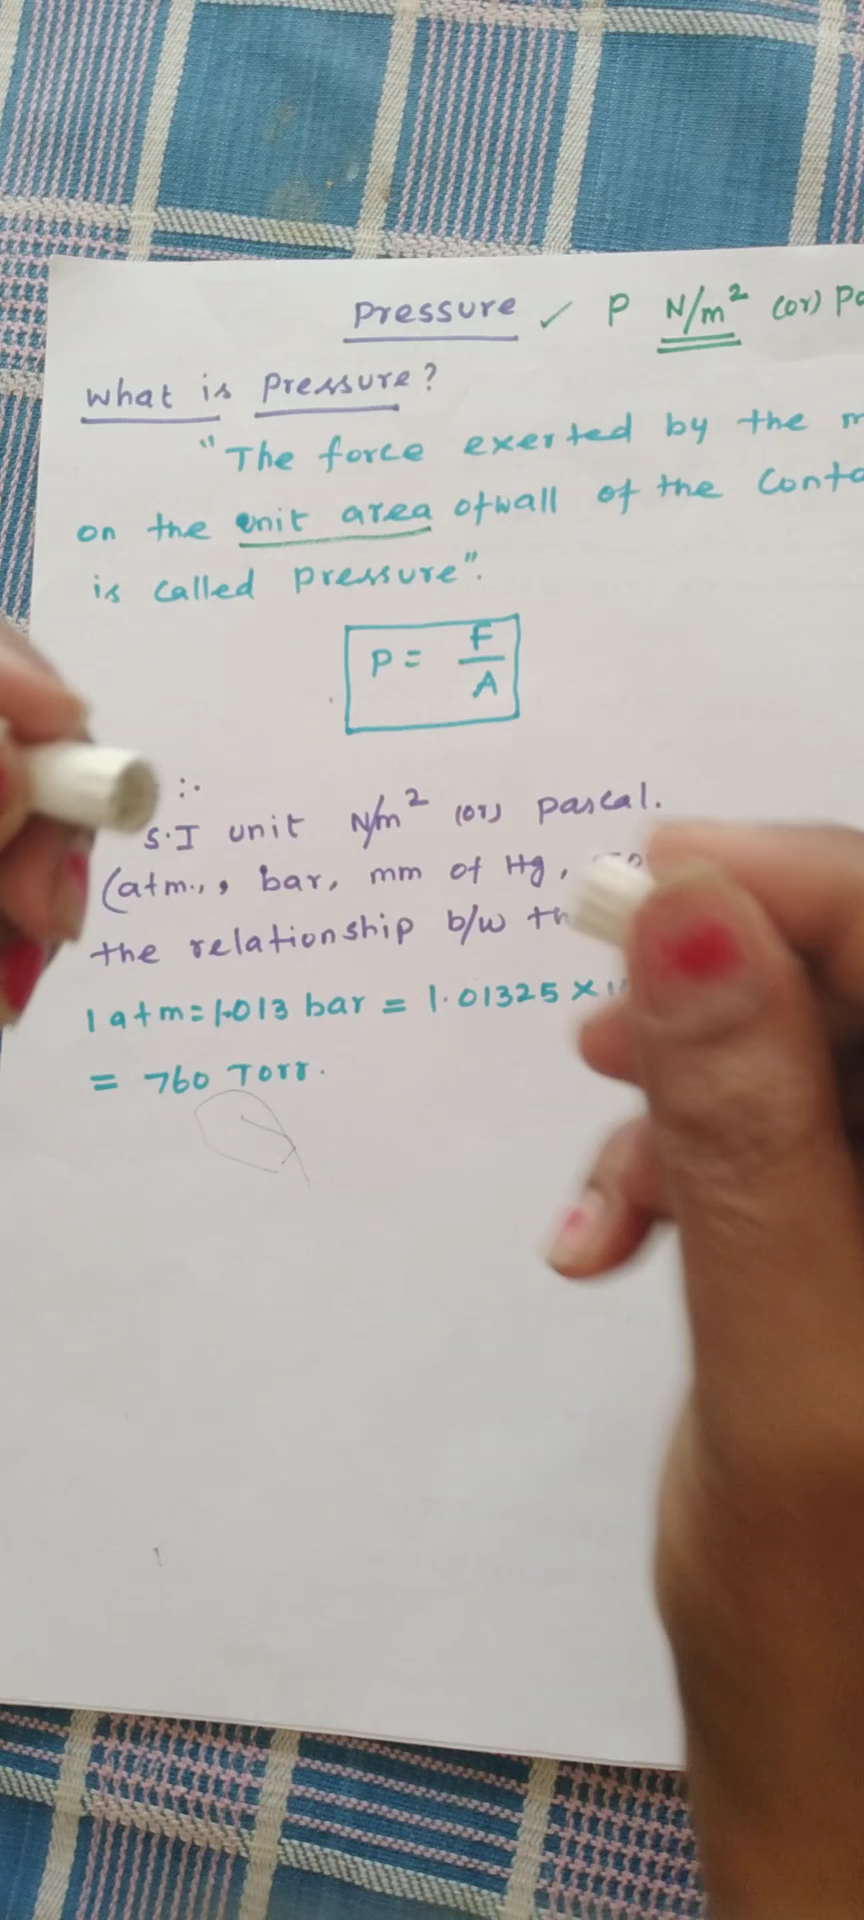 Pressure ✓ P N/m² (or) Pa
What is Pressure?
"The force exerted by the
on the unit area of wall of the
is called Pressure".
P = F/A
∴
S.I unit N/m² (or) pascal.
(atm., bar, mm of Hg,
the relationship b/w
1 atm = 1.013 bar = 1.01325 ×
= 760 Torr.